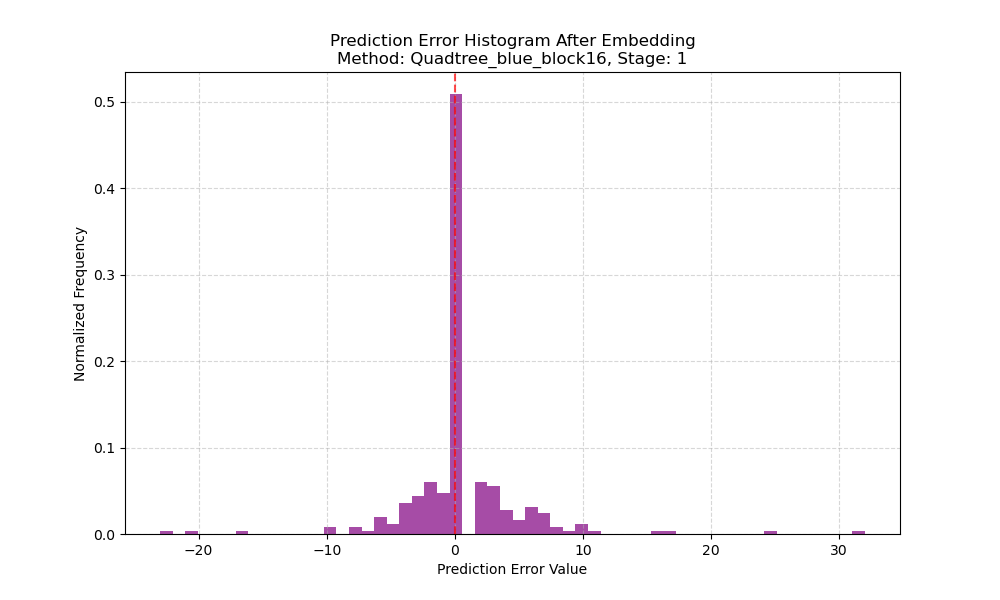 Prediction Error Histogram After Embedding
Method: Quadtree_blue_block16, Stage: 1
Normalized Frequency
0.5
0.4
0.3
0.2
0.1
0.0
−20 −10 0 10 20 30
Prediction Error Value